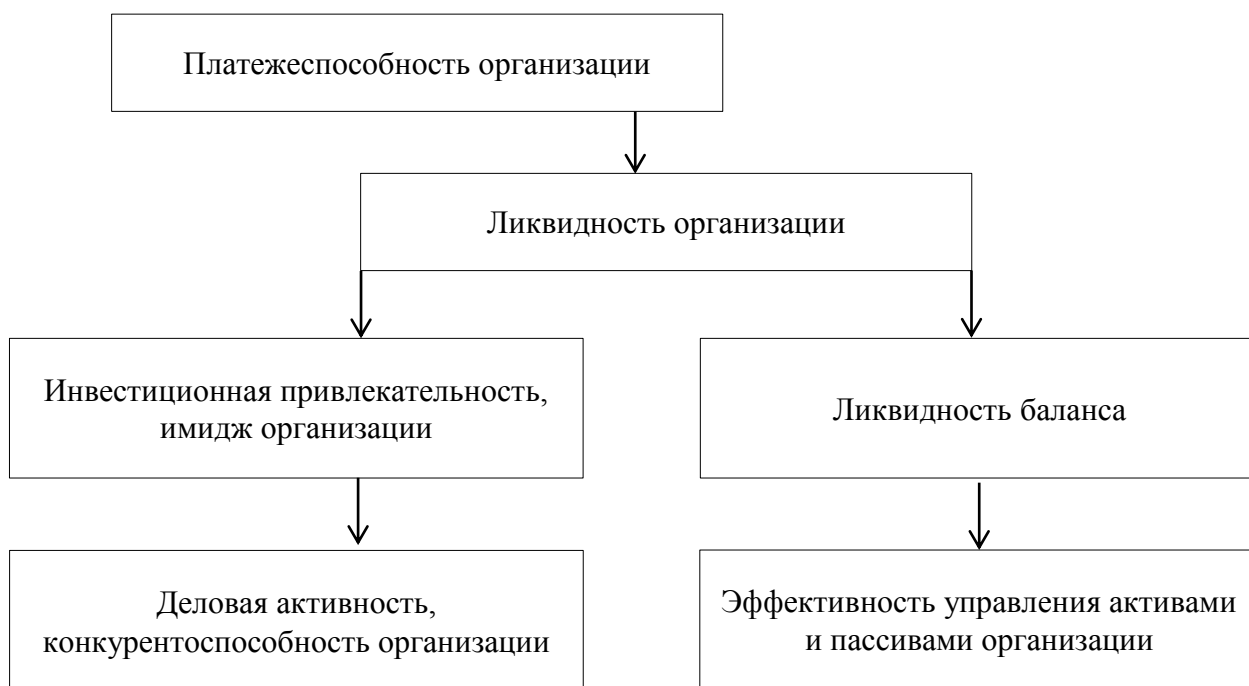 Платежеспособность организации
Ликвидность организации
Инвестиционная привлекательность,
имидж организации
Ликвидность баланса
Деловая активность,
конкурентоспособность организации
Эффективность управления активами
и пассивами организации